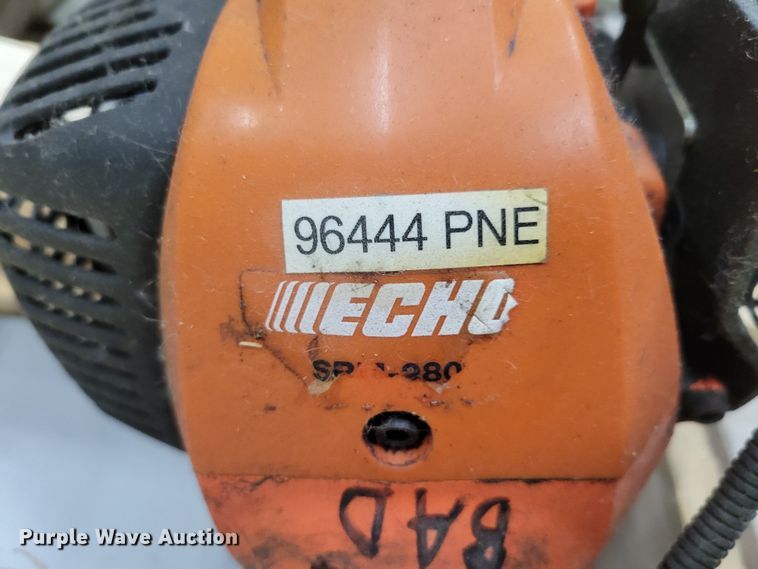 96444 PNE
ECHO
BAD
Purple Wave Auction